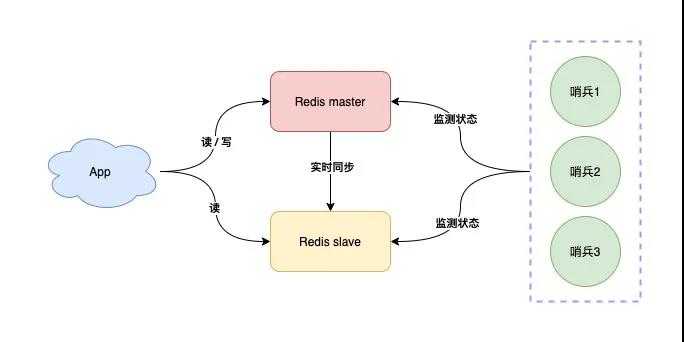 Redis master
哨兵1
监测状态
读 / 写
App
实时同步
哨兵2
读
监测状态
Redis slave
哨兵3